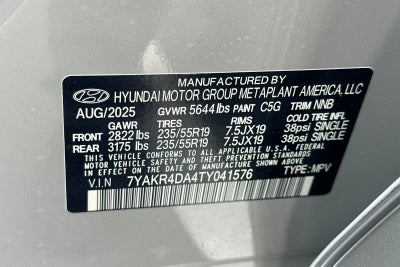 MANUFACTURED BY
HYUNDAI MOTOR GROUP METAPLANT AMERICA, LLC
AUG/2025 GVWR 5644 lbs PAINT C5G TRIM NNB
GAWR TIRES RIMS COLD TIRE INFL
FRONT 2822 lbs 235/55R19 7.5JX19 38psi SINGLE
REAR 3175 lbs 235/55R19 7.5JX19 38psi SINGLE
THIS VEHICLE CONFORMS TO ALL APPLICABLE
FEDERAL MOTOR VEHICLE SAFETY AND THEFT PREVENTION
STANDARDS IN EFFECT ON THE DATE OF
MANUFACTURE SHOWN ABOVE.
V.I.N 7YAKR4DA4TY041576 TYPE: MPV